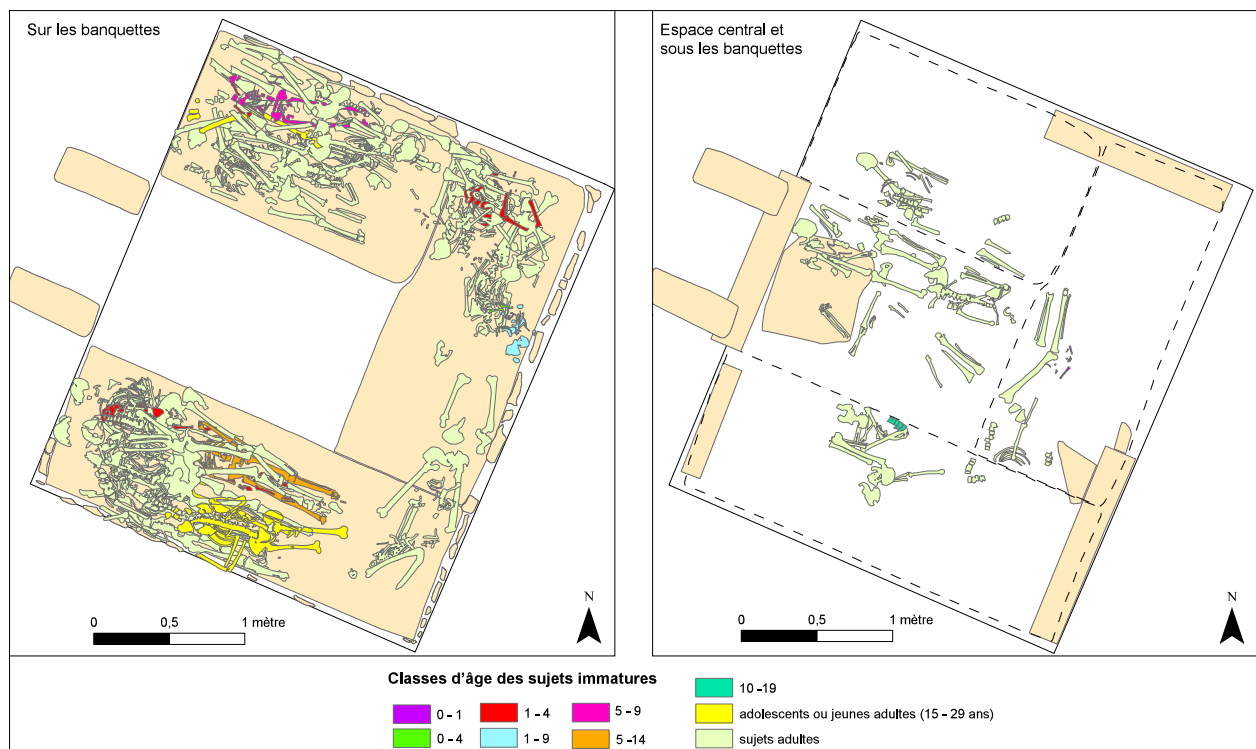 Sur les banquettes
Espace central et
sous les banquettes
N
0 0,5 1 mètre
N
0 0,5 1 mètre
Classes d'âge des sujets immatures
0 – 1
1 – 4
5 – 9
0 – 4
1 – 9
5 – 14
10 –19
adolescents ou jeunes adultes (15 – 29 ans)
sujets adultes